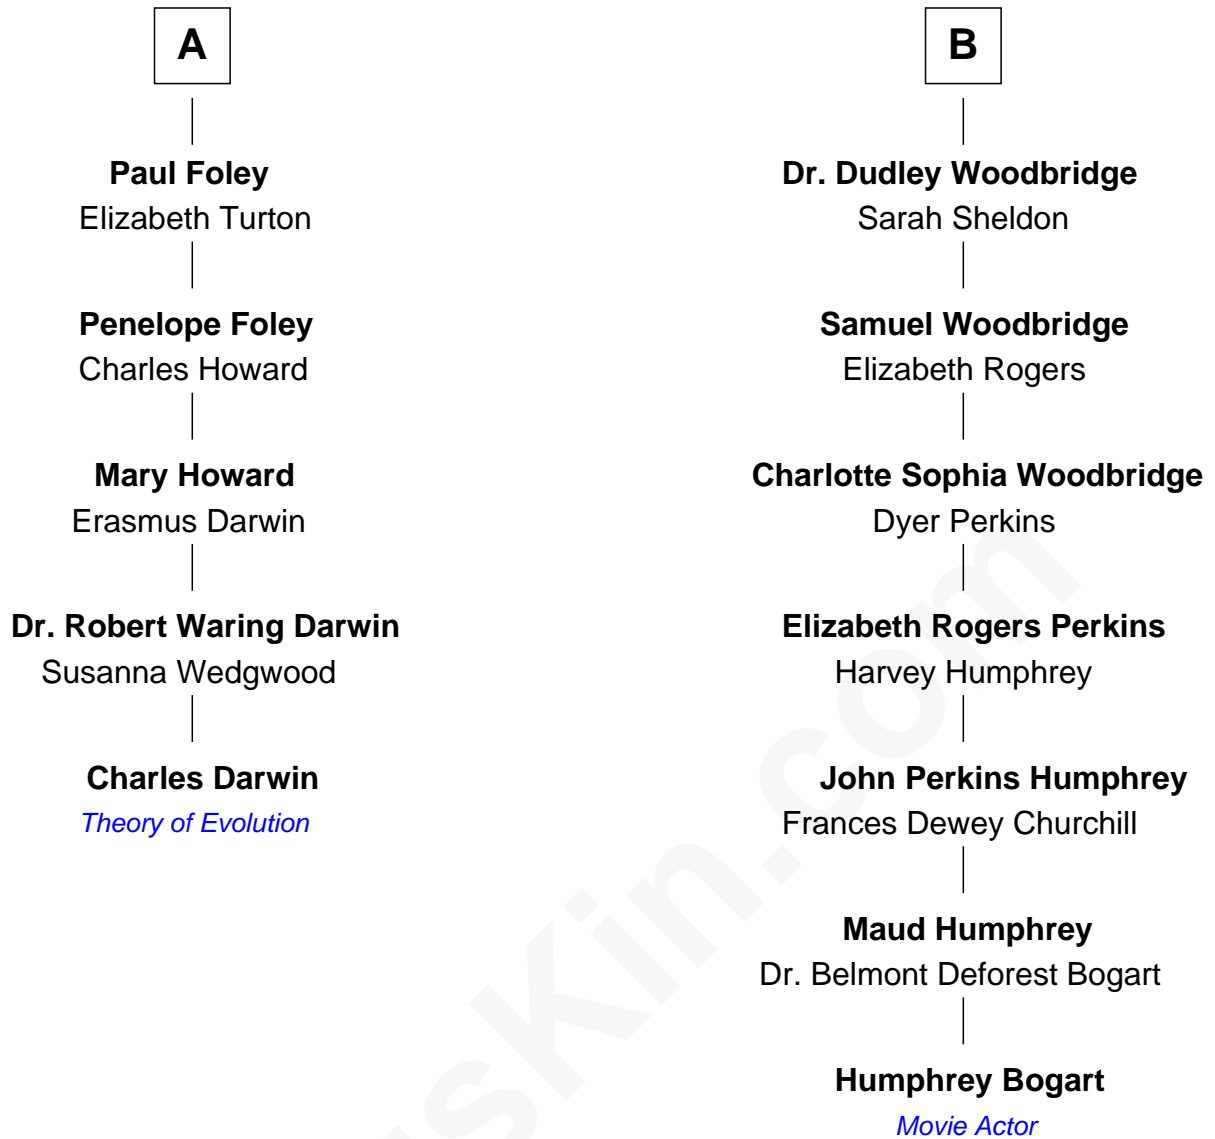 A
Paul Foley
Elizabeth Turton
Penelope Foley
Charles Howard
Mary Howard
Erasmus Darwin
Dr. Robert Waring Darwin
Susanna Wedgwood
Charles Darwin
Theory of Evolution
B
Dr. Dudley Woodbridge
Sarah Sheldon
Samuel Woodbridge
Elizabeth Rogers
Charlotte Sophia Woodbridge
Dyer Perkins
Elizabeth Rogers Perkins
Harvey Humphrey
John Perkins Humphrey
Frances Dewey Churchill
Maud Humphrey
Dr. Belmont Deforest Bogart
Humphrey Bogart
Movie Actor
sKin.com